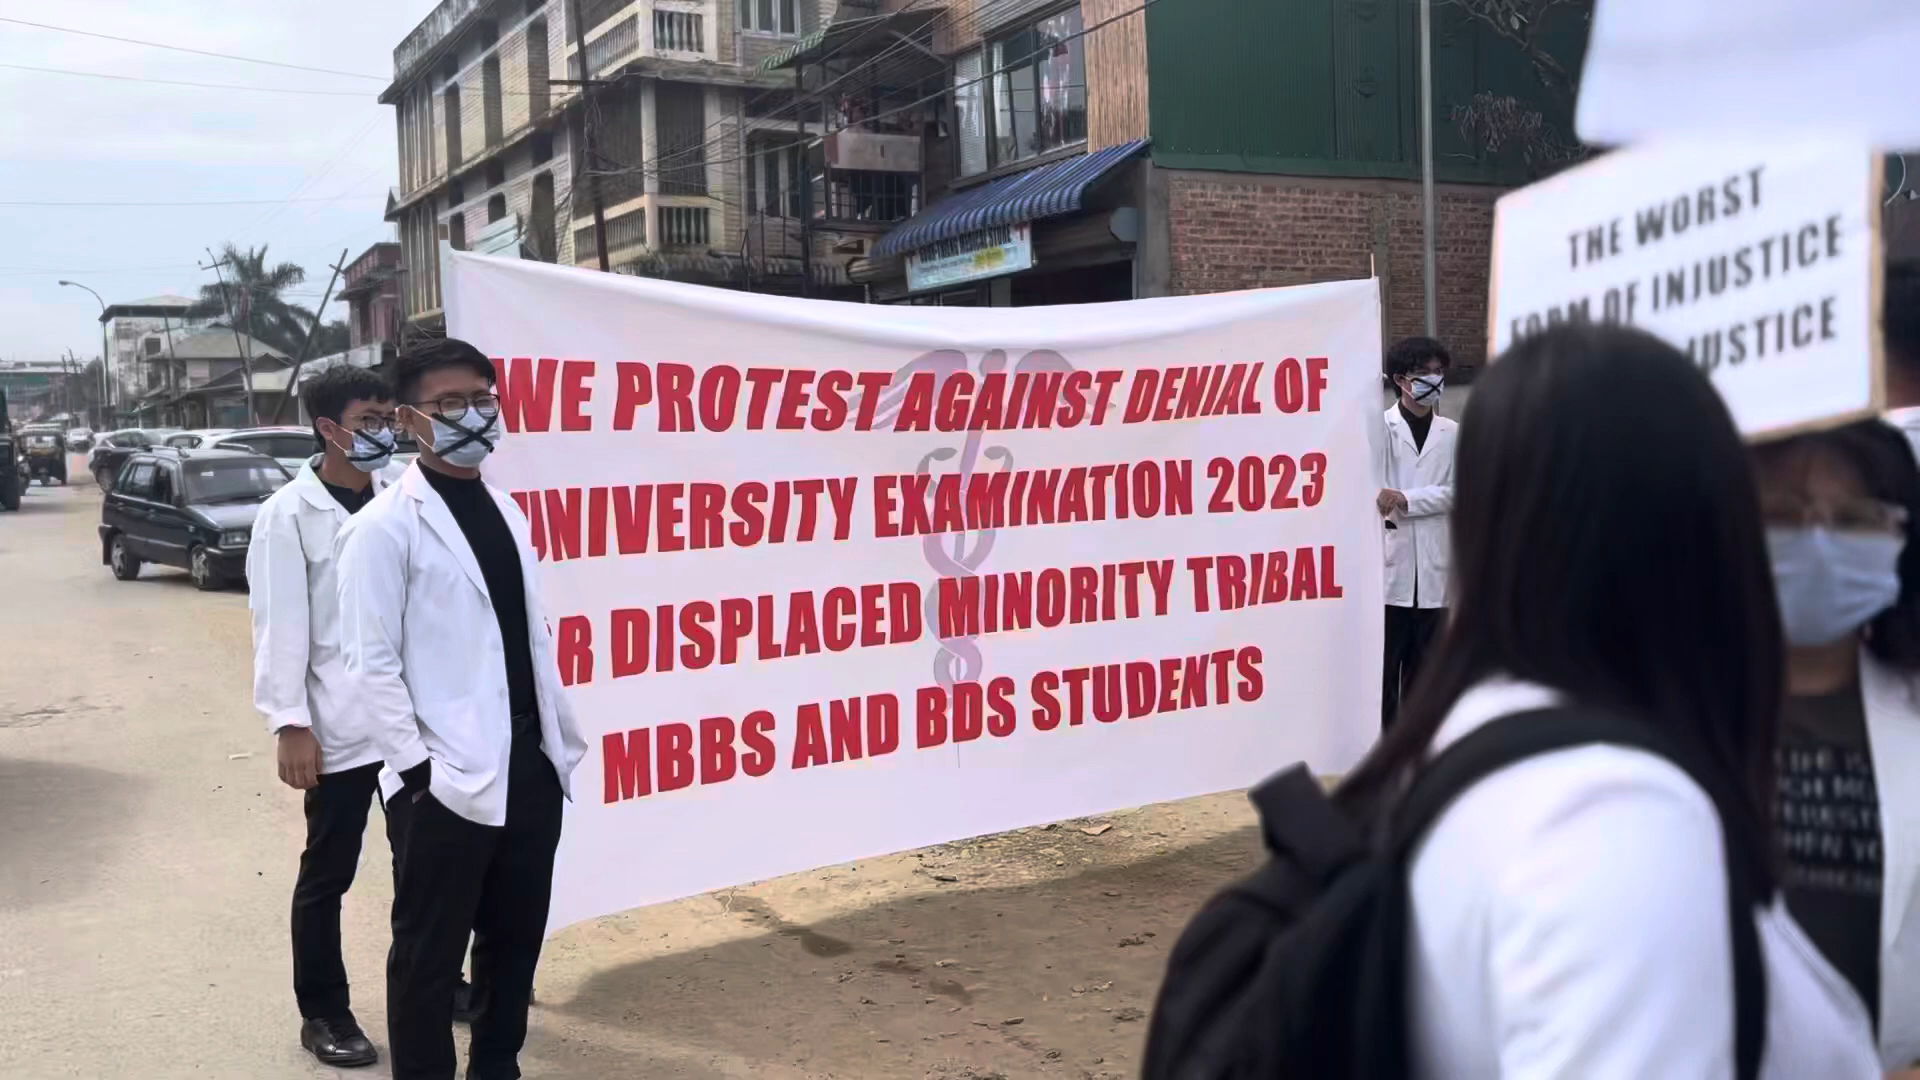 WE PROTEST AGAINST DENIAL OF
UNIVERSITY EXAMINATION 2023
R DISPLACED MINORITY TRIBAL
MBBS AND BDS STUDENTS
THE WORST
FORM OF INJUSTICE
JUSTICE